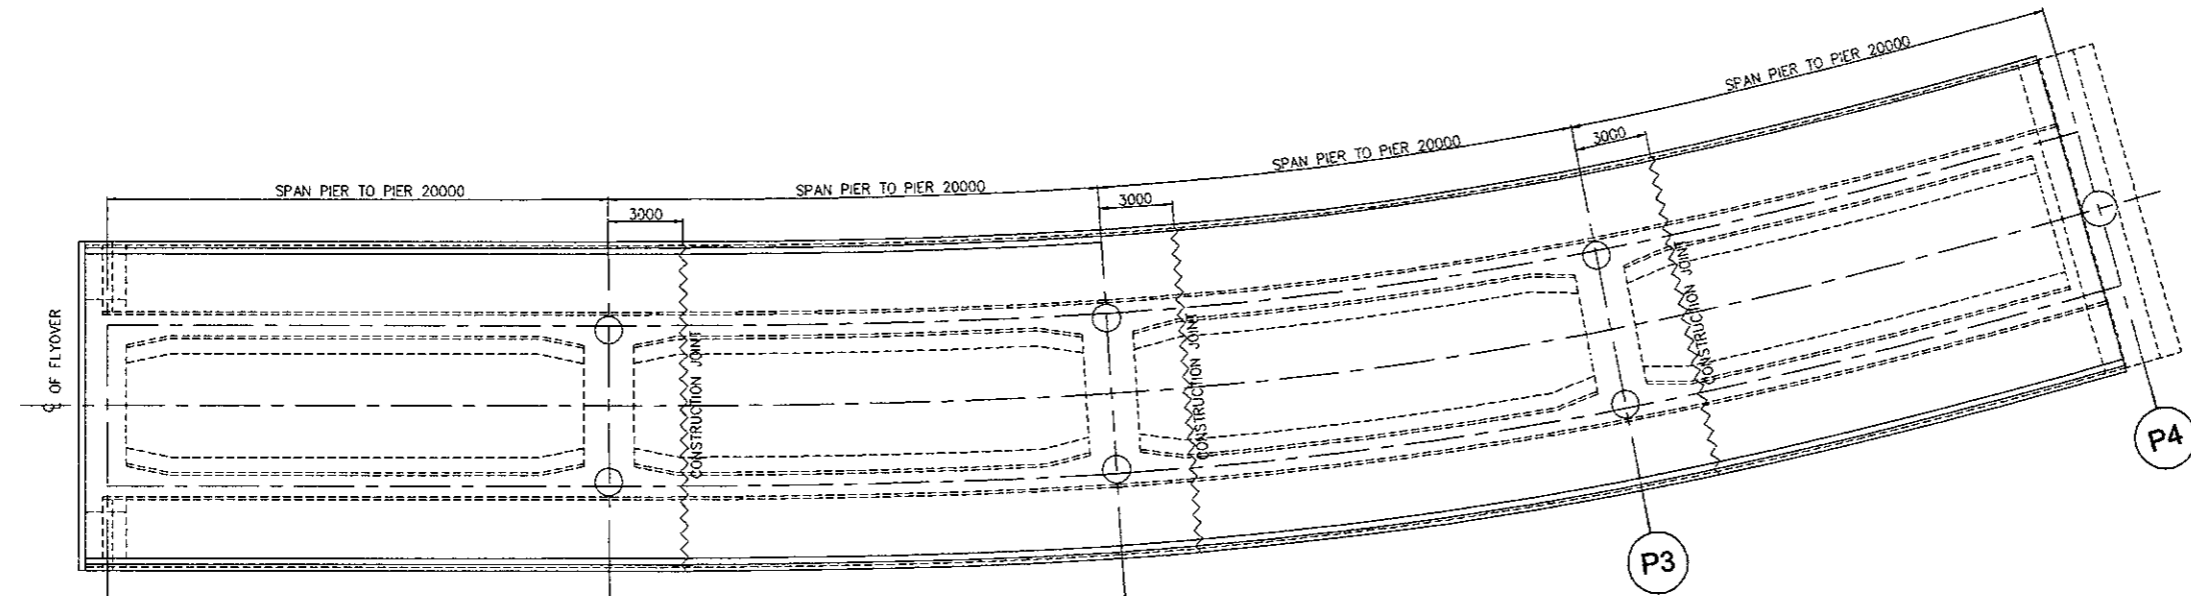 SPAN PIER TO PIER 20000
SPAN PIER TO PIER 20000
SPAN PIER TO PIER 20000
SPAN PIER TO PIER 20000
3000
3000
3000
℄ OF FLYOVER
CONSTRUCTION JOINT
CONSTRUCTION JOINT
CONSTRUCTION JOINT
P3
P4